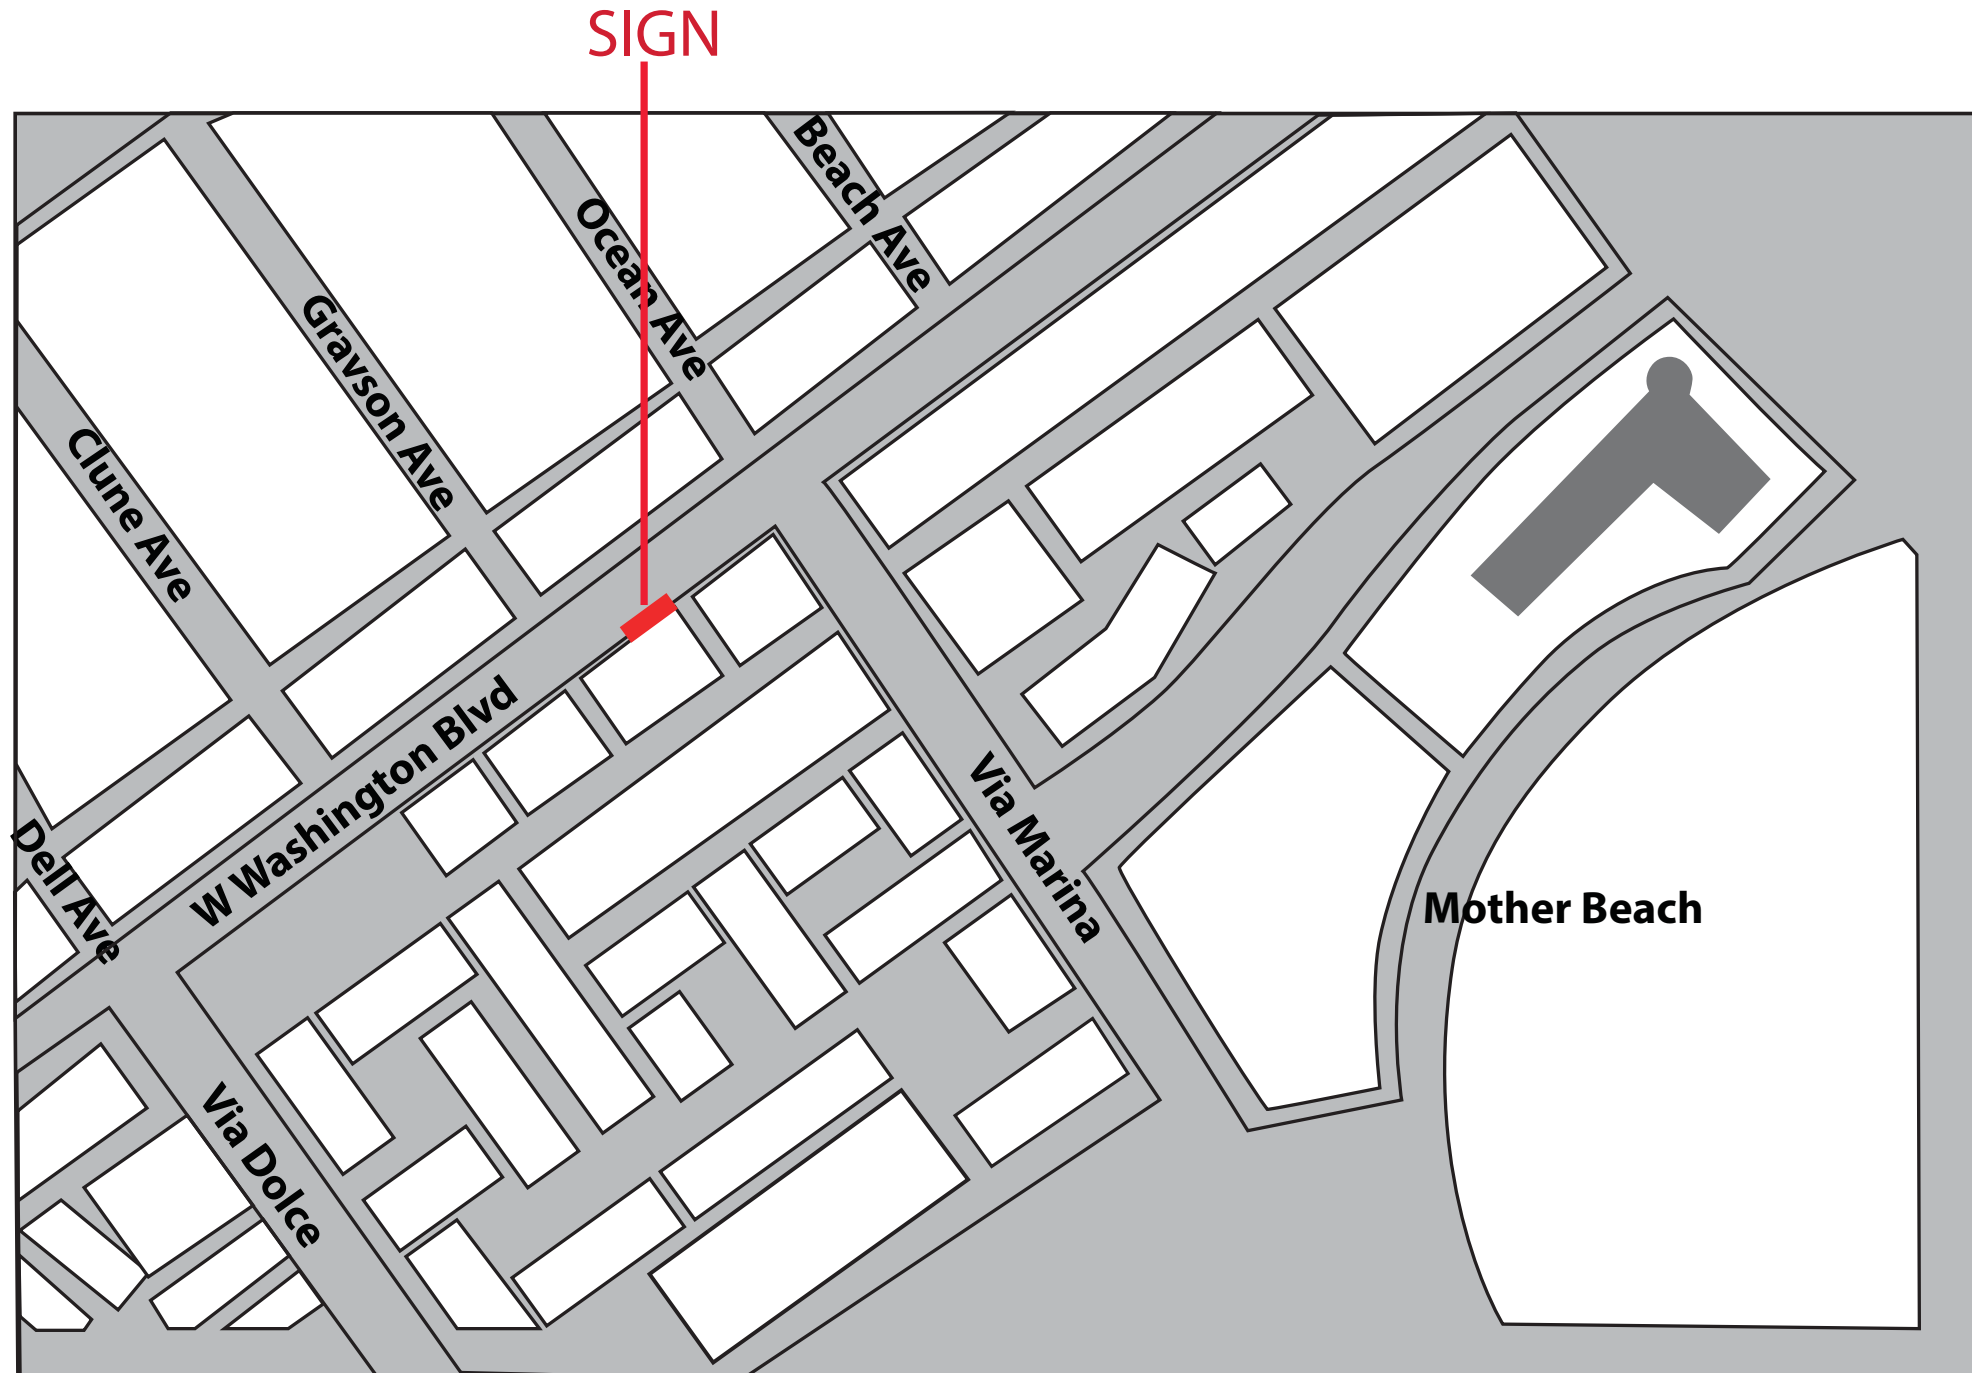 SIGN
Beach Ave
Ocean Ave
Gravson Ave
Clune Ave
W Washington Blvd
Dell Ave
Via Marina
Mother Beach
Via Dolce